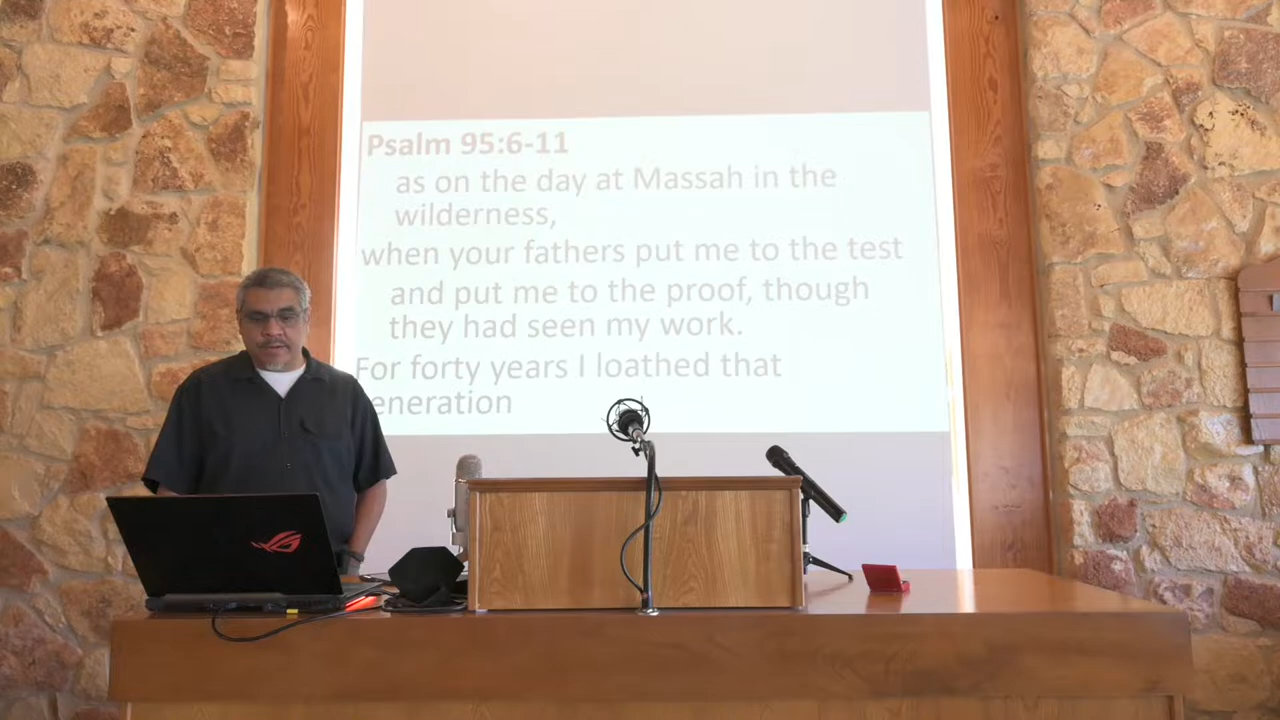 Psalm 95:6-11
as on the day at Massah in the
wilderness,
when your fathers put me to the test
and put me to the proof, though
they had seen my work.
For forty years I loathed that
eneration